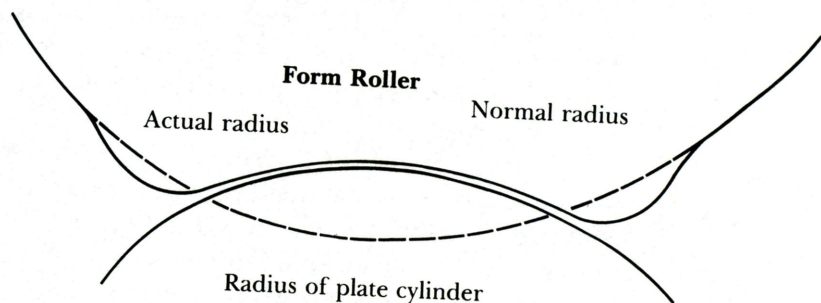 Form Roller
Actual radius
Normal radius
Radius of plate cylinder